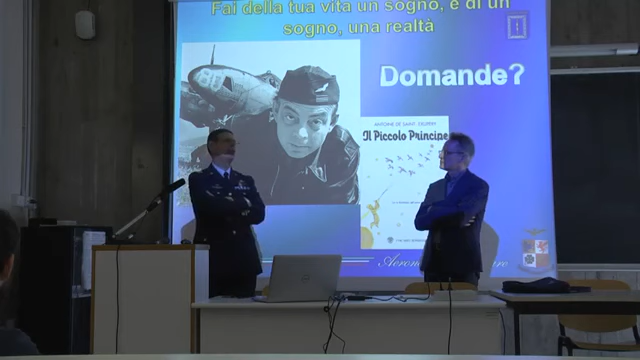 Fai della tua vita un sogno, e di un
sogno, una realtà
Domande?
ANTOINE DE SAINT-EXUPÉRY
Il Piccolo Principe